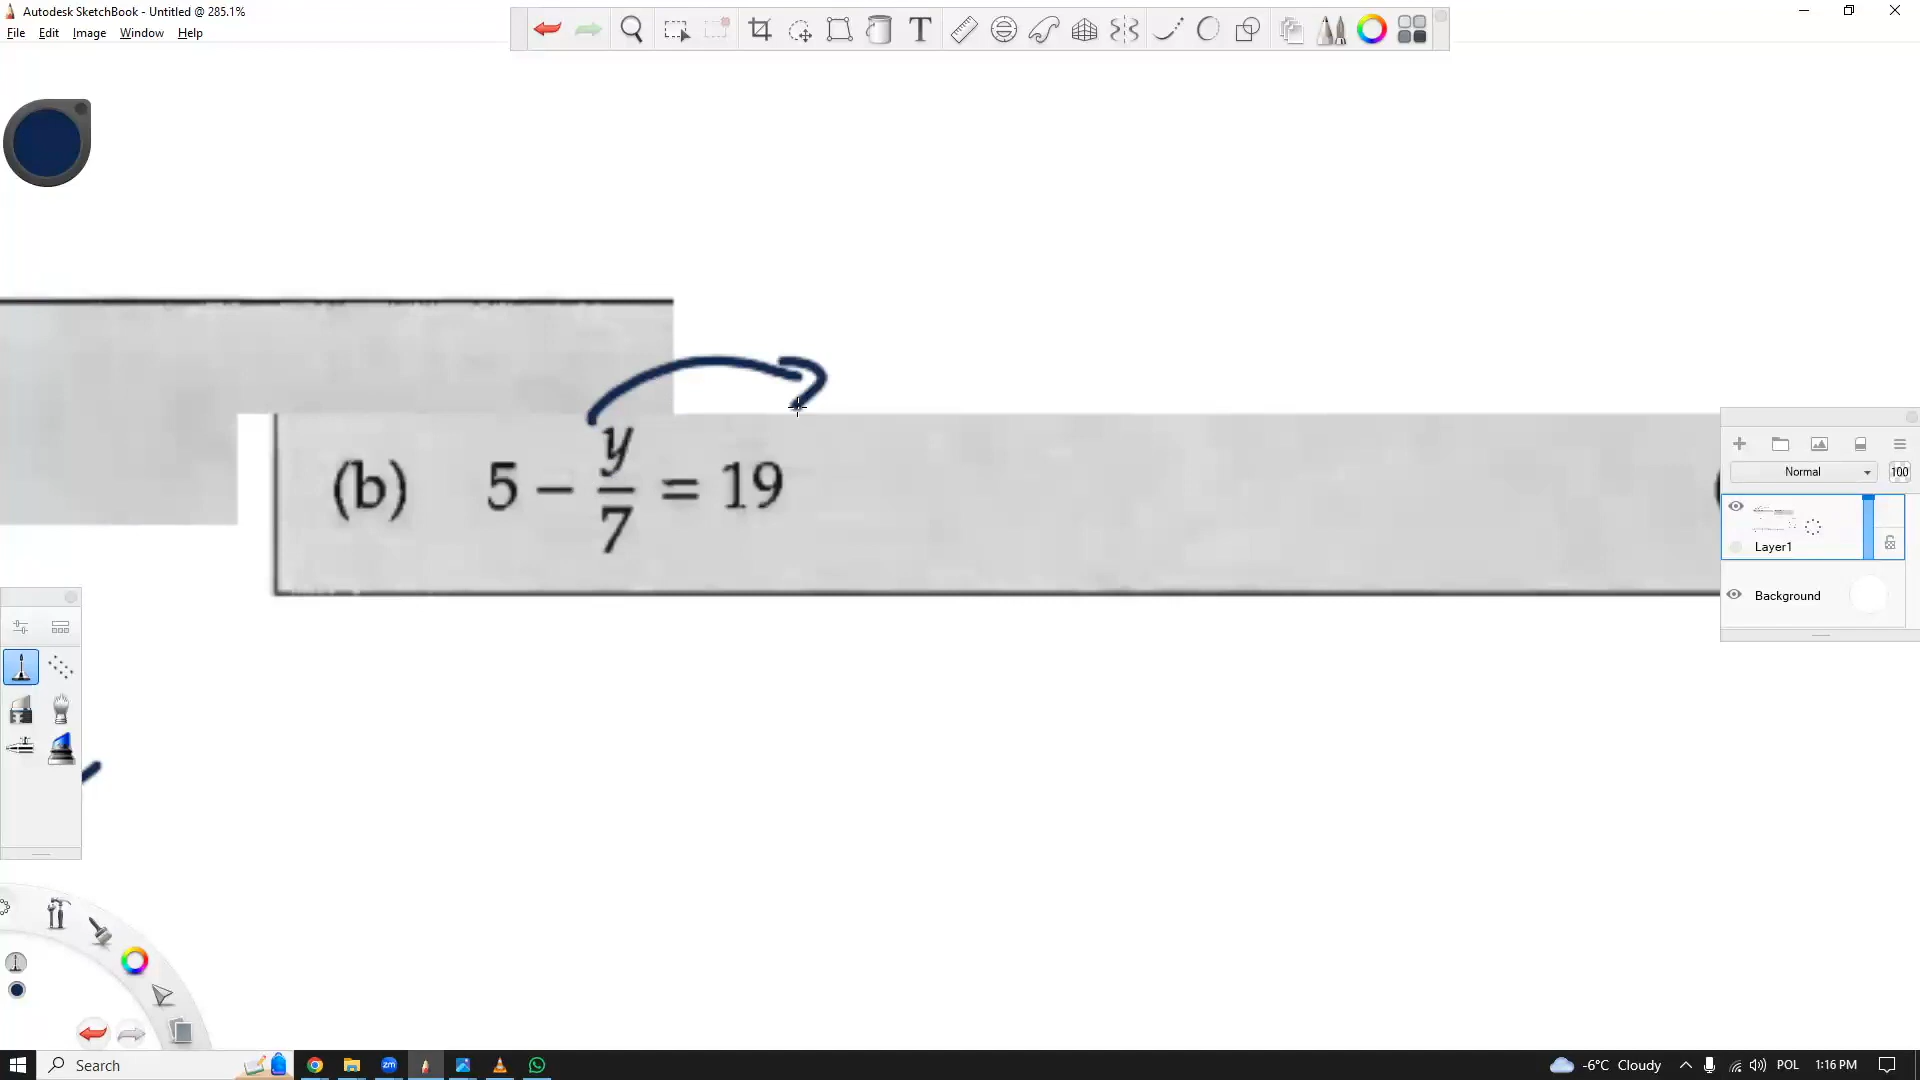 Autodesk SketchBook - Untitled @ 285.1%
File Edit Image Window Help
T
(b) 5 − y/7 = 19
Normal 100
Layer1
Background
Search
zm
-6°C Cloudy
POL
1:16 PM